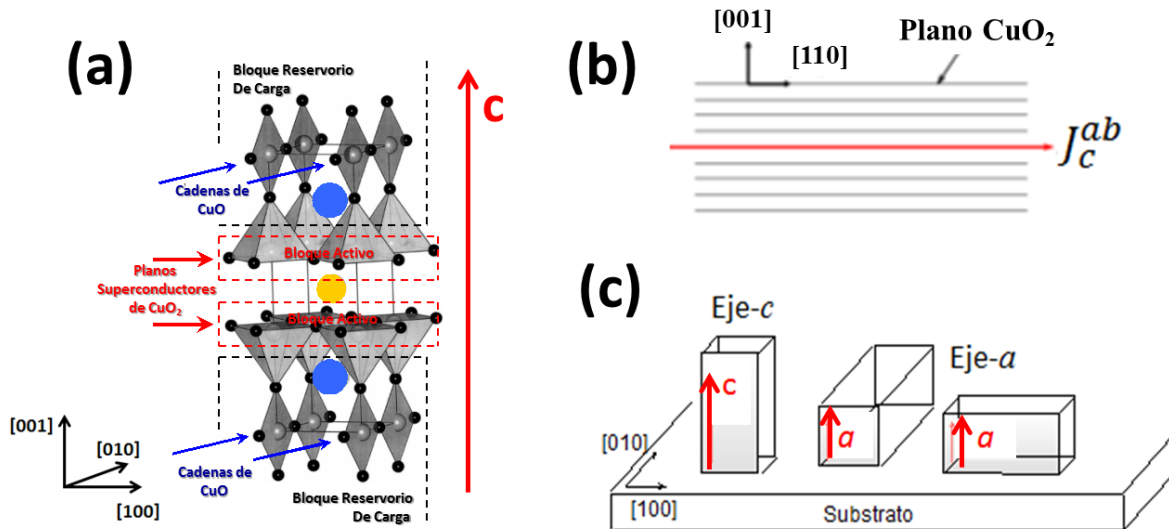 (a)
Bloque Reservorio
De Carga
c
Cadenas de
CuO
Bloque Activo
Planos
Superconductores
de CuO₂
Bloque Activo
[001]
[010]
[100]
Cadenas de
CuO
Bloque Reservorio
De Carga
(b)
[001]
[110]
Plano CuO₂
J_c^{ab}
(c)
Eje-c
Eje-a
c
a
a
[010]
[100]
Substrato